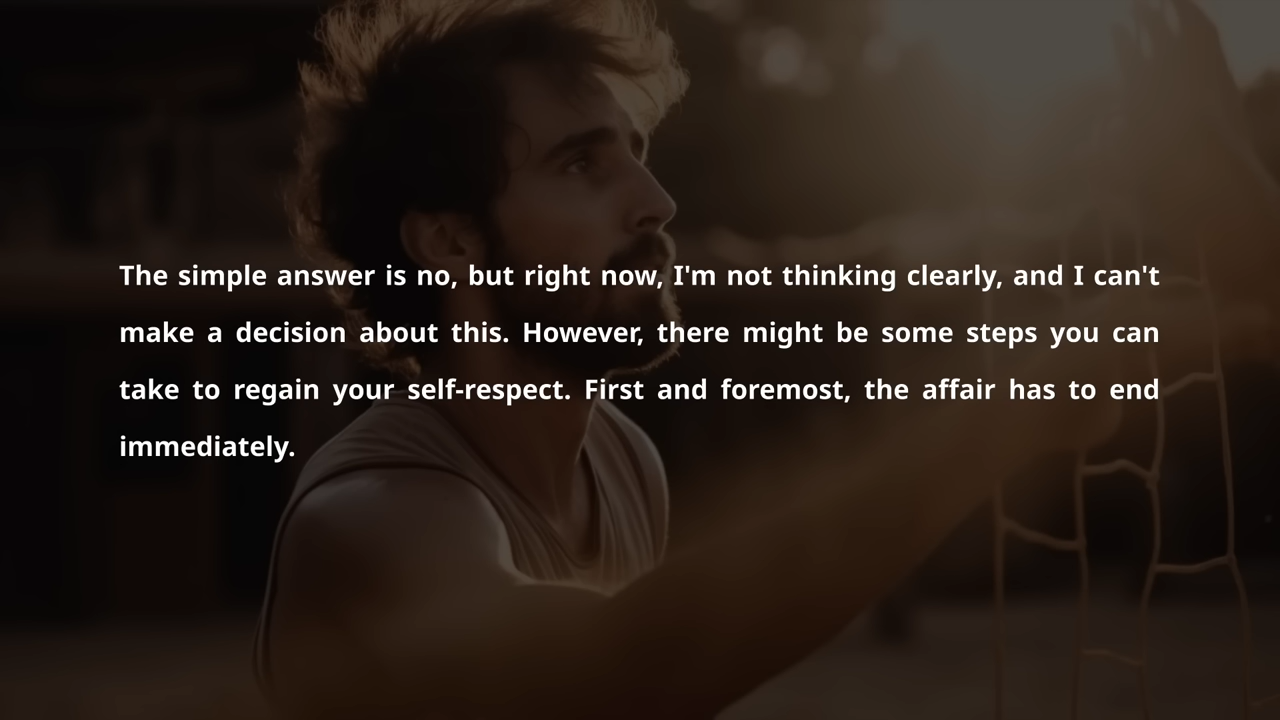 The simple answer is no, but right now, I'm not thinking clearly, and I can't
make a decision about this. However, there might be some steps you can
take to regain your self-respect. First and foremost, the affair has to end
immediately.